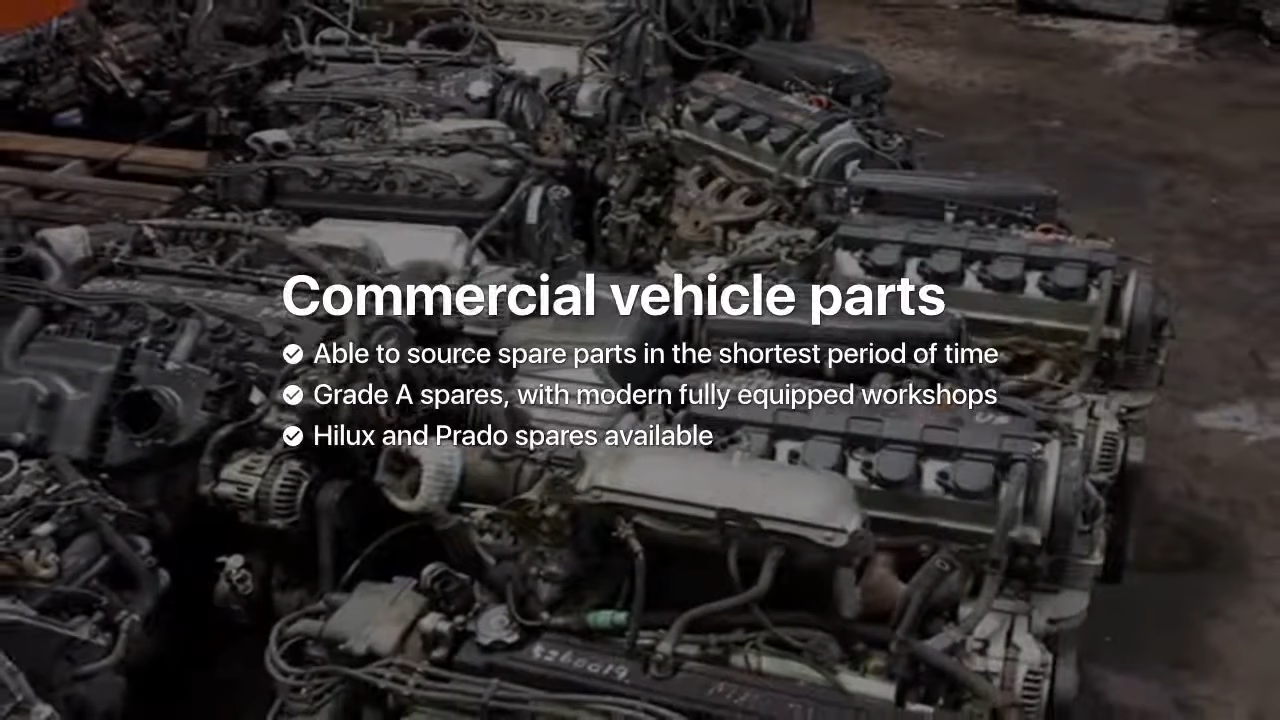 Commercial vehicle parts
Able to source spare parts in the shortest period of time
Grade A spares, with modern fully equipped workshops
Hilux and Prado spares available